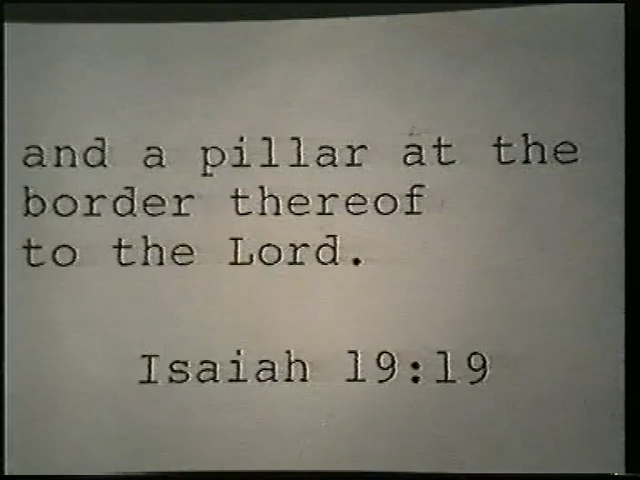 and a pillar at the
border thereof
to the Lord.
Isaiah 19:19